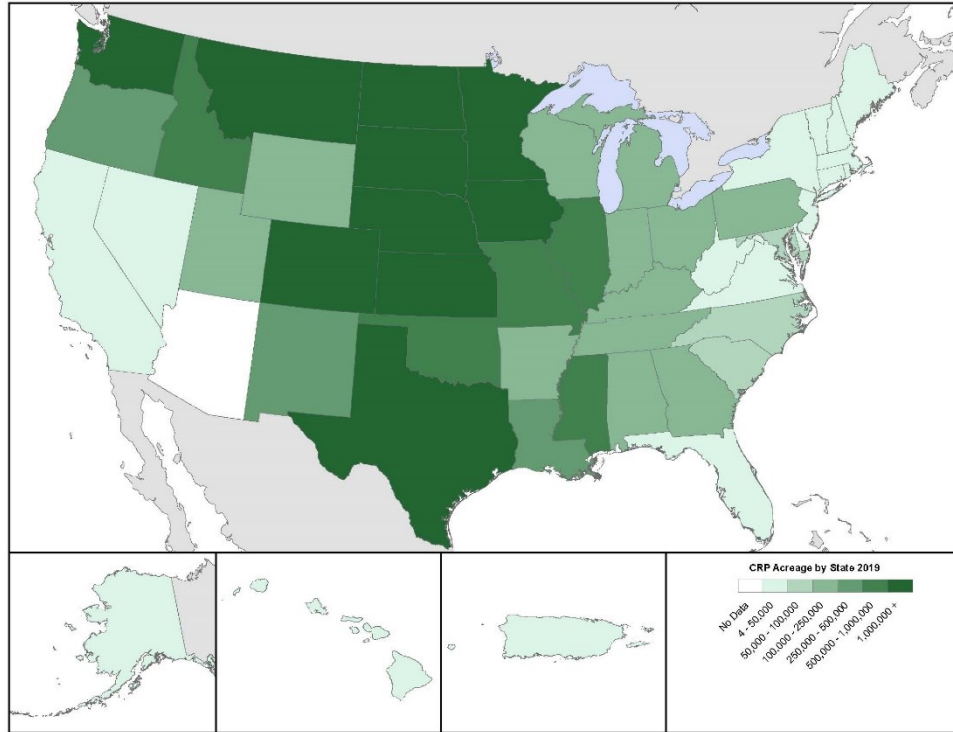 CRP Acreage by State 2019
No Data
4 - 50,000
50,000 - 100,000
100,000 - 250,000
250,000 - 500,000
500,000 - 1,000,000
1,000,000 +